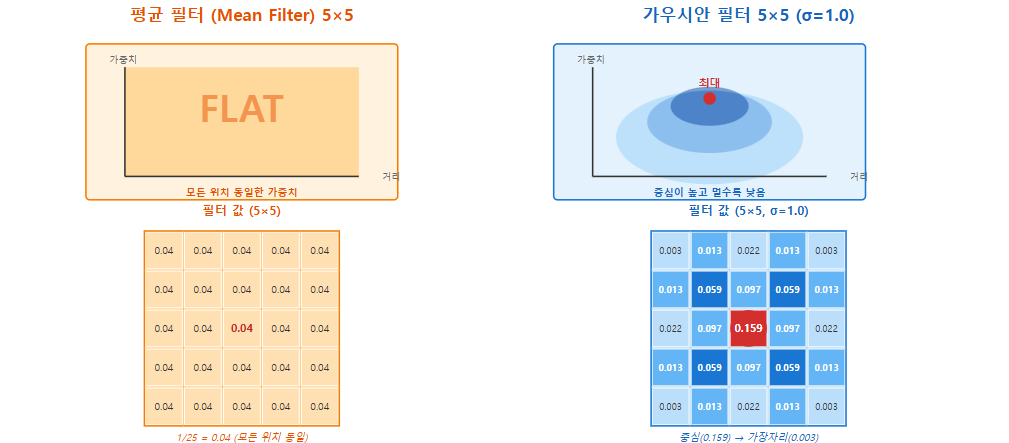 평균 필터 (Mean Filter) 5×5
가중치
FLAT
거리
모든 위치 동일한 가중치
필터 값 (5×5)
0.04 0.04 0.04 0.04 0.04
0.04 0.04 0.04 0.04 0.04
0.04 0.04 0.04 0.04 0.04
0.04 0.04 0.04 0.04 0.04
0.04 0.04 0.04 0.04 0.04
1/25 = 0.04 (모든 위치 동일)
가우시안 필터 5×5 (σ=1.0)
가중치
최대
거리
중심이 높고 멀수록 낮음
필터 값 (5×5, σ=1.0)
0.003 0.013 0.022 0.013 0.003
0.013 0.059 0.097 0.059 0.013
0.022 0.097 0.159 0.097 0.022
0.013 0.059 0.097 0.059 0.013
0.003 0.013 0.022 0.013 0.003
중심(0.159) → 가장자리(0.003)